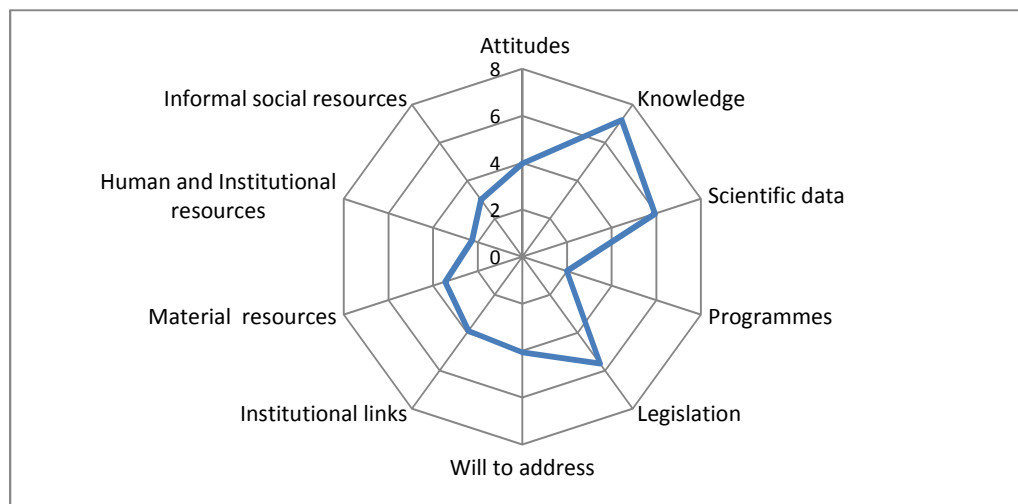 Attitudes
8
Informal social resources
Knowledge
6
4
Human and Institutional
resources
Scientific data
2
0
Material  resources
Programmes
Institutional links
Legislation
Will to address